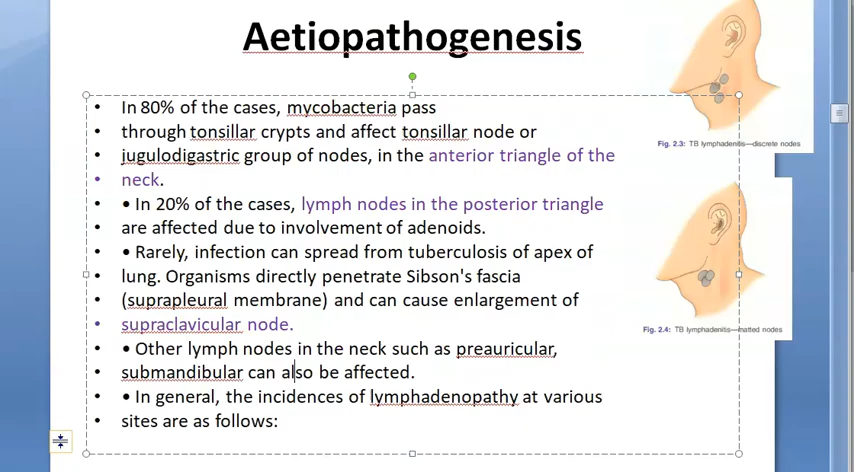 Aetiopathogenesis
• In 80% of the cases, mycobacteria pass
• through tonsillar crypts and affect tonsillar node or
• jugulodigastric group of nodes, in the anterior triangle of the
• neck.
• • In 20% of the cases, lymph nodes in the posterior triangle
• are affected due to involvement of adenoids.
• • Rarely, infection can spread from tuberculosis of apex of
• lung. Organisms directly penetrate Sibson's fascia
• (suprapleural membrane) and can cause enlargement of
• supraclavicular node.
• • Other lymph nodes in the neck such as preauricular,
• submandibular can also be affected.
• • In general, the incidences of lymphadenopathy at various
• sites are as follows:
Fig. 2.3: TB lymphadenitis—discrete nodes
Fig. 2.4: TB lymphadenitis—matted nodes